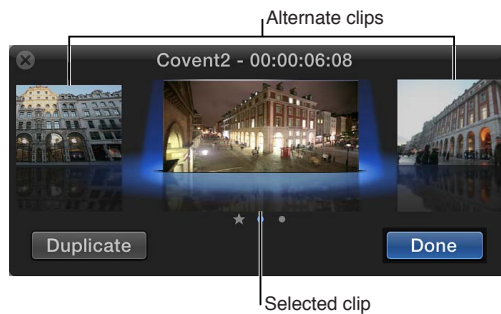 Alternate clips
Covent2 - 00:00:06:08
Duplicate
Done
Selected clip